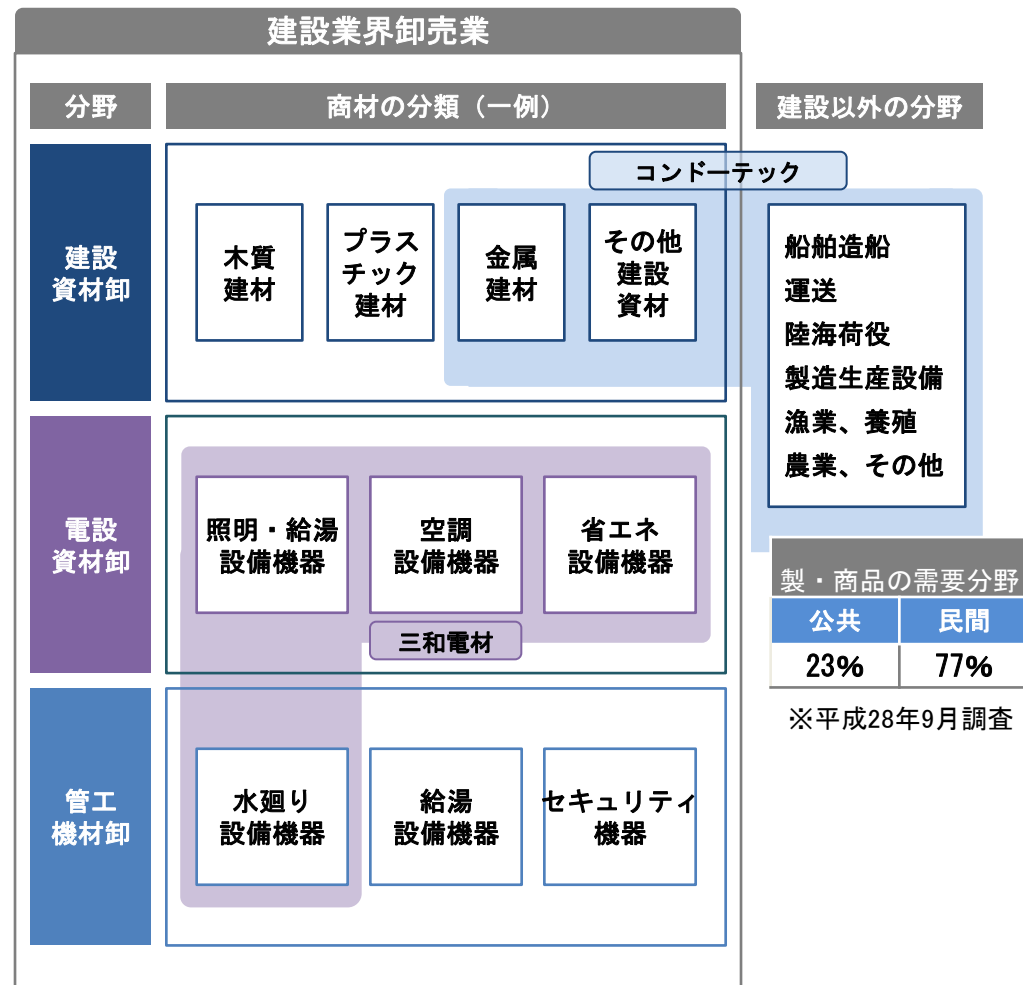 建設業界卸売業
分野
商材の分類（一例）
建設以外の分野
コンドーテック
建設
資材卸
木質
建材
プラス
チック
建材
金属
建材
その他
建設
資材
船舶造船
運送
陸海荷役
製造生産設備
漁業、養殖
農業、その他
電設
資材卸
照明・給湯
設備機器
空調
設備機器
省エネ
設備機器
三和電材
製・商品の需要分野
公共
民間
23%
77%
※平成28年9月調査
管工
機材卸
水廻り
設備機器
給湯
設備機器
セキュリティ
機器